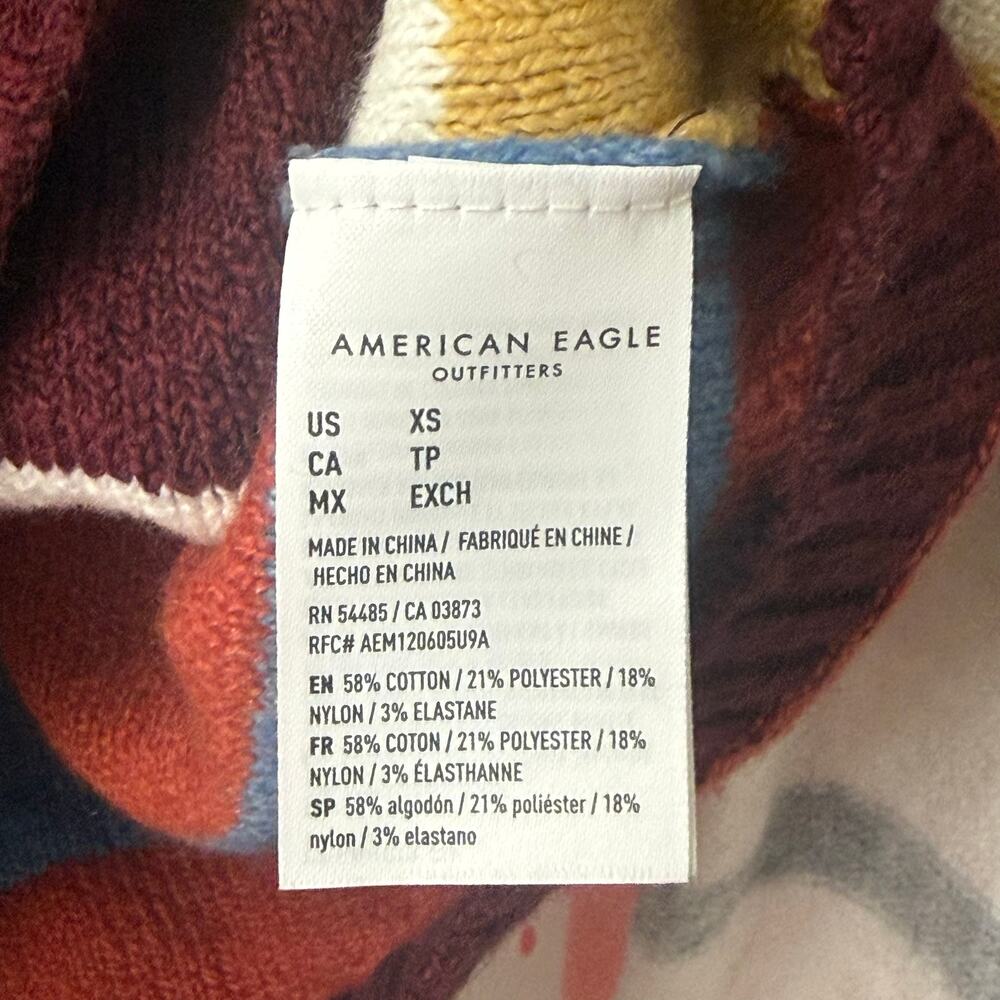 AMERICAN EAGLE
OUTFITTERS
US XS
CA TP
MX EXCH
MADE IN CHINA / FABRIQUÉ EN CHINE /
HECHO EN CHINA
RN 54485 / CA 03873
RFC# AEM120605U9A
EN 58% COTTON / 21% POLYESTER / 18%
NYLON / 3% ELASTANE
FR 58% COTON / 21% POLYESTER / 18%
NYLON / 3% ÉLASTHANNE
SP 58% algodón / 21% poliéster / 18%
nylon / 3% elastano